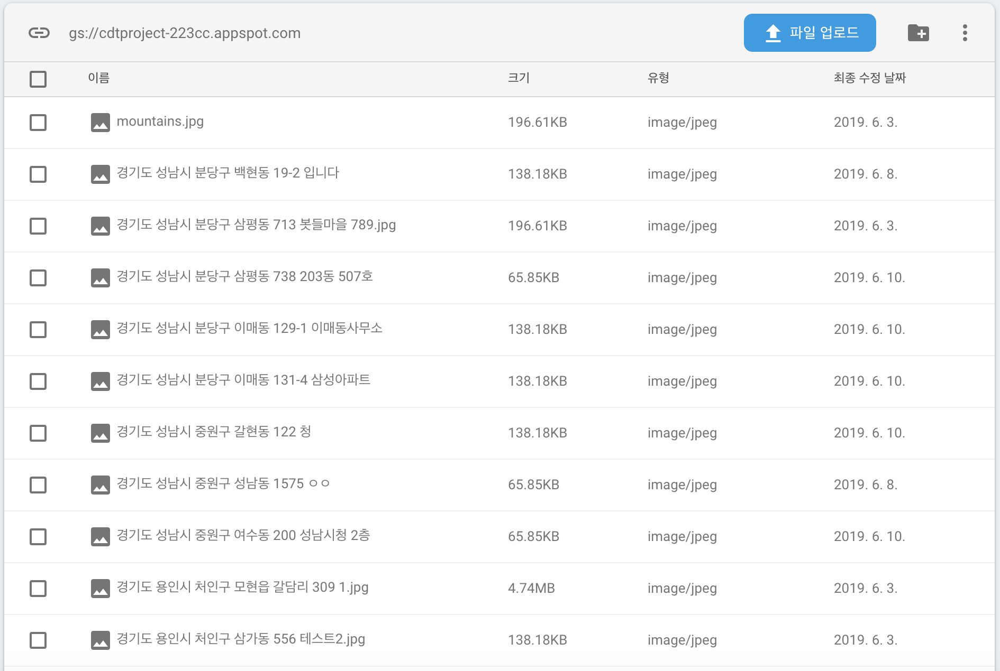 gs://cdtproject-223cc.appspot.com 파일 업로드
이름 크기 유형 최종 수정 날짜
mountains.jpg 196.61KB image/jpeg 2019. 6. 3.
경기도 성남시 분당구 백현동 19-2 입니다 138.18KB image/jpeg 2019. 6. 8.
경기도 성남시 분당구 삼평동 713 봇들마을 789.jpg 196.61KB image/jpeg 2019. 6. 3.
경기도 성남시 분당구 삼평동 738 203동 507호 65.85KB image/jpeg 2019. 6. 10.
경기도 성남시 분당구 이매동 129-1 이매동사무소 138.18KB image/jpeg 2019. 6. 10.
경기도 성남시 분당구 이매동 131-4 삼성아파트 138.18KB image/jpeg 2019. 6. 10.
경기도 성남시 중원구 갈현동 122 청 138.18KB image/jpeg 2019. 6. 10.
경기도 성남시 중원구 성남동 1575 ㅇㅇ 65.85KB image/jpeg 2019. 6. 8.
경기도 성남시 중원구 여수동 200 성남시청 2층 65.85KB image/jpeg 2019. 6. 10.
경기도 용인시 처인구 모현읍 갈담리 309 1.jpg 4.74MB image/jpeg 2019. 6. 3.
경기도 용인시 처인구 삼가동 556 테스트2.jpg 138.18KB image/jpeg 2019. 6. 3.